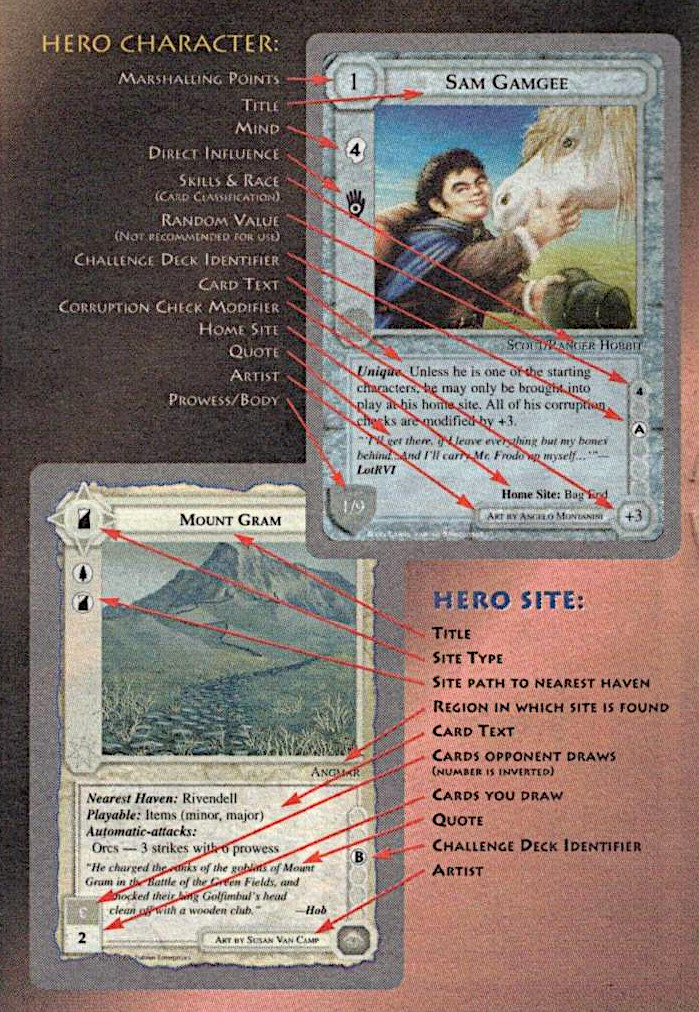 HERO CHARACTER:
MARSHALLING POINTS
TITLE
MIND
DIRECT INFLUENCE
SKILLS & RACE
(CARD CLASSIFICATION)
RANDOM VALUE
(NOT RECOMMENDED FOR USE)
CHALLENGE DECK IDENTIFIER
CARD TEXT
CORRUPTION CHECK MODIFIER
HOME SITE
QUOTE
ARTIST
PROWESS/BODY
1
SAM GAMGEE
4
SCOUT/RANGER HOBBIT
Unique. Unless he is one of the starting
characters, he may only be brought into
play at his home site. All of his corruption
checks are modified by +3.
"'I'll get there, if I leave everything but my bones
behind. And I'll carry Mr. Frodo up myself...'"—
LotRVI
4
A
Home Site: Bag End
1/9
ART BY ANGELO MONTANINI
+3
MOUNT GRAM
ANGMAR
Nearest Haven: Rivendell
Playable: Items (minor, major)
Automatic-attacks:
Orcs — 3 strikes with 6 prowess
"He charged the ranks of the goblins of Mount
Gram in the Battle of the Green Fields, and
knocked their king Golfimbul's head
clean off with a wooden club." —Hob
B
2
ART BY SUSAN VAN CAMP
HERO SITE:
TITLE
SITE TYPE
SITE PATH TO NEAREST HAVEN
REGION IN WHICH SITE IS FOUND
CARD TEXT
CARDS OPPONENT DRAWS
(NUMBER IS INVERTED)
CARDS YOU DRAW
QUOTE
CHALLENGE DECK IDENTIFIER
ARTIST